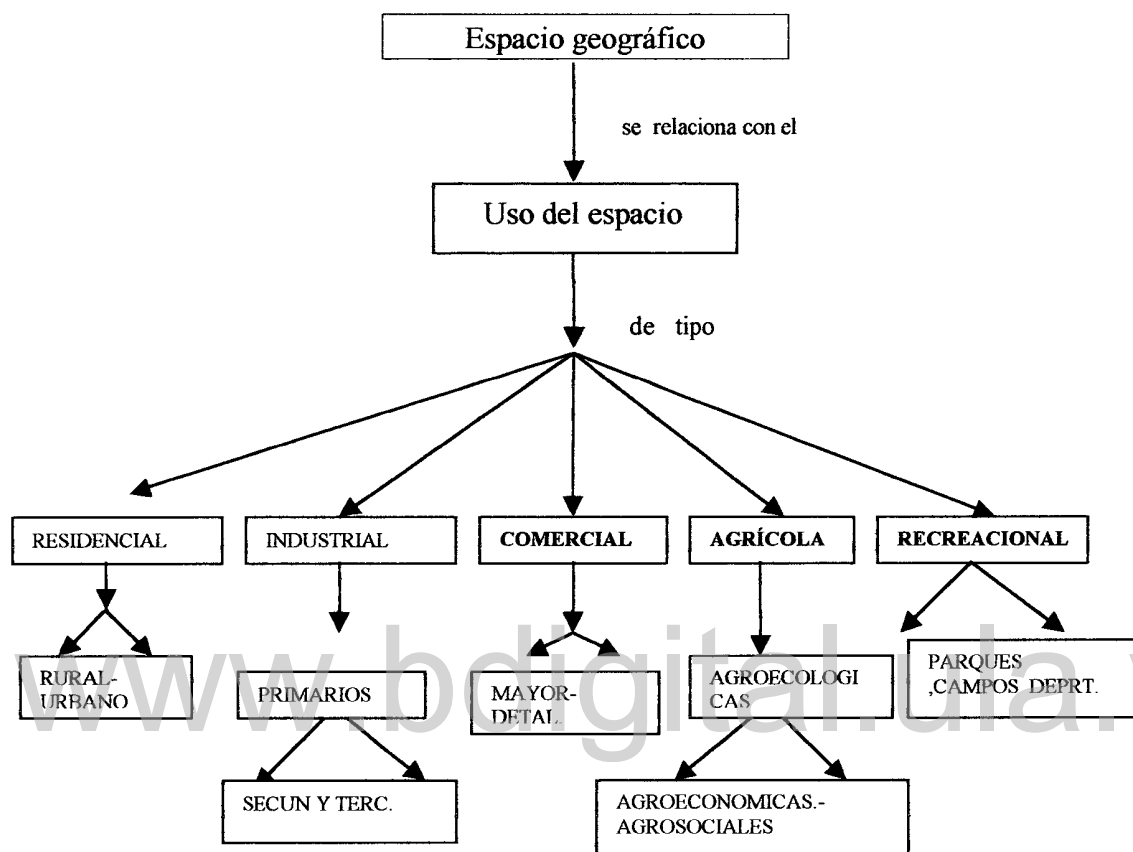 Espacio geográfico
se relaciona con el
Uso del espacio
de tipo
RESIDENCIAL
INDUSTRIAL
COMERCIAL
AGRÍCOLA
RECREACIONAL
RURAL-
URBANO
PRIMARIOS
MAYOR-
DETAL.
AGROECOLOGI
CAS
PARQUES
,CAMPOS DEPRT.
www.bdigital.ula.v
SECUN Y TERC.
AGROECONOMICAS.-
AGROSOCIALES